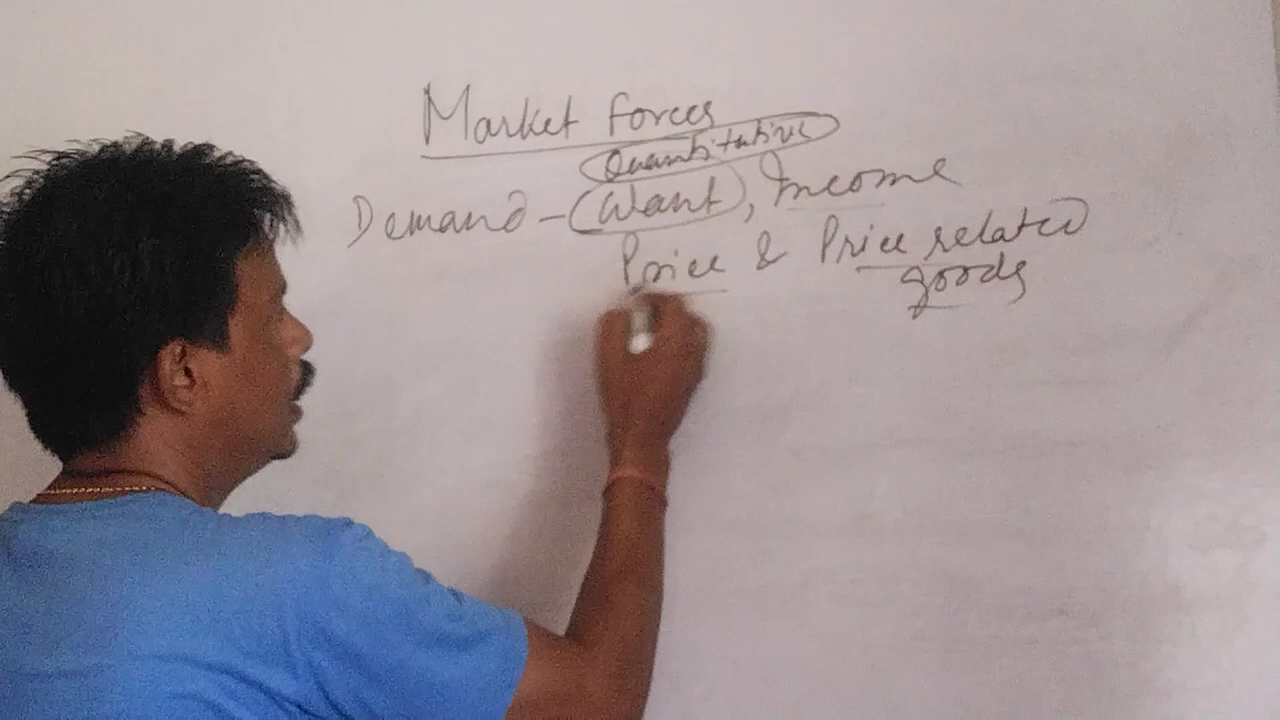 Market forces
Quantitative
Demand - Want, Income
Price & Price related
goods